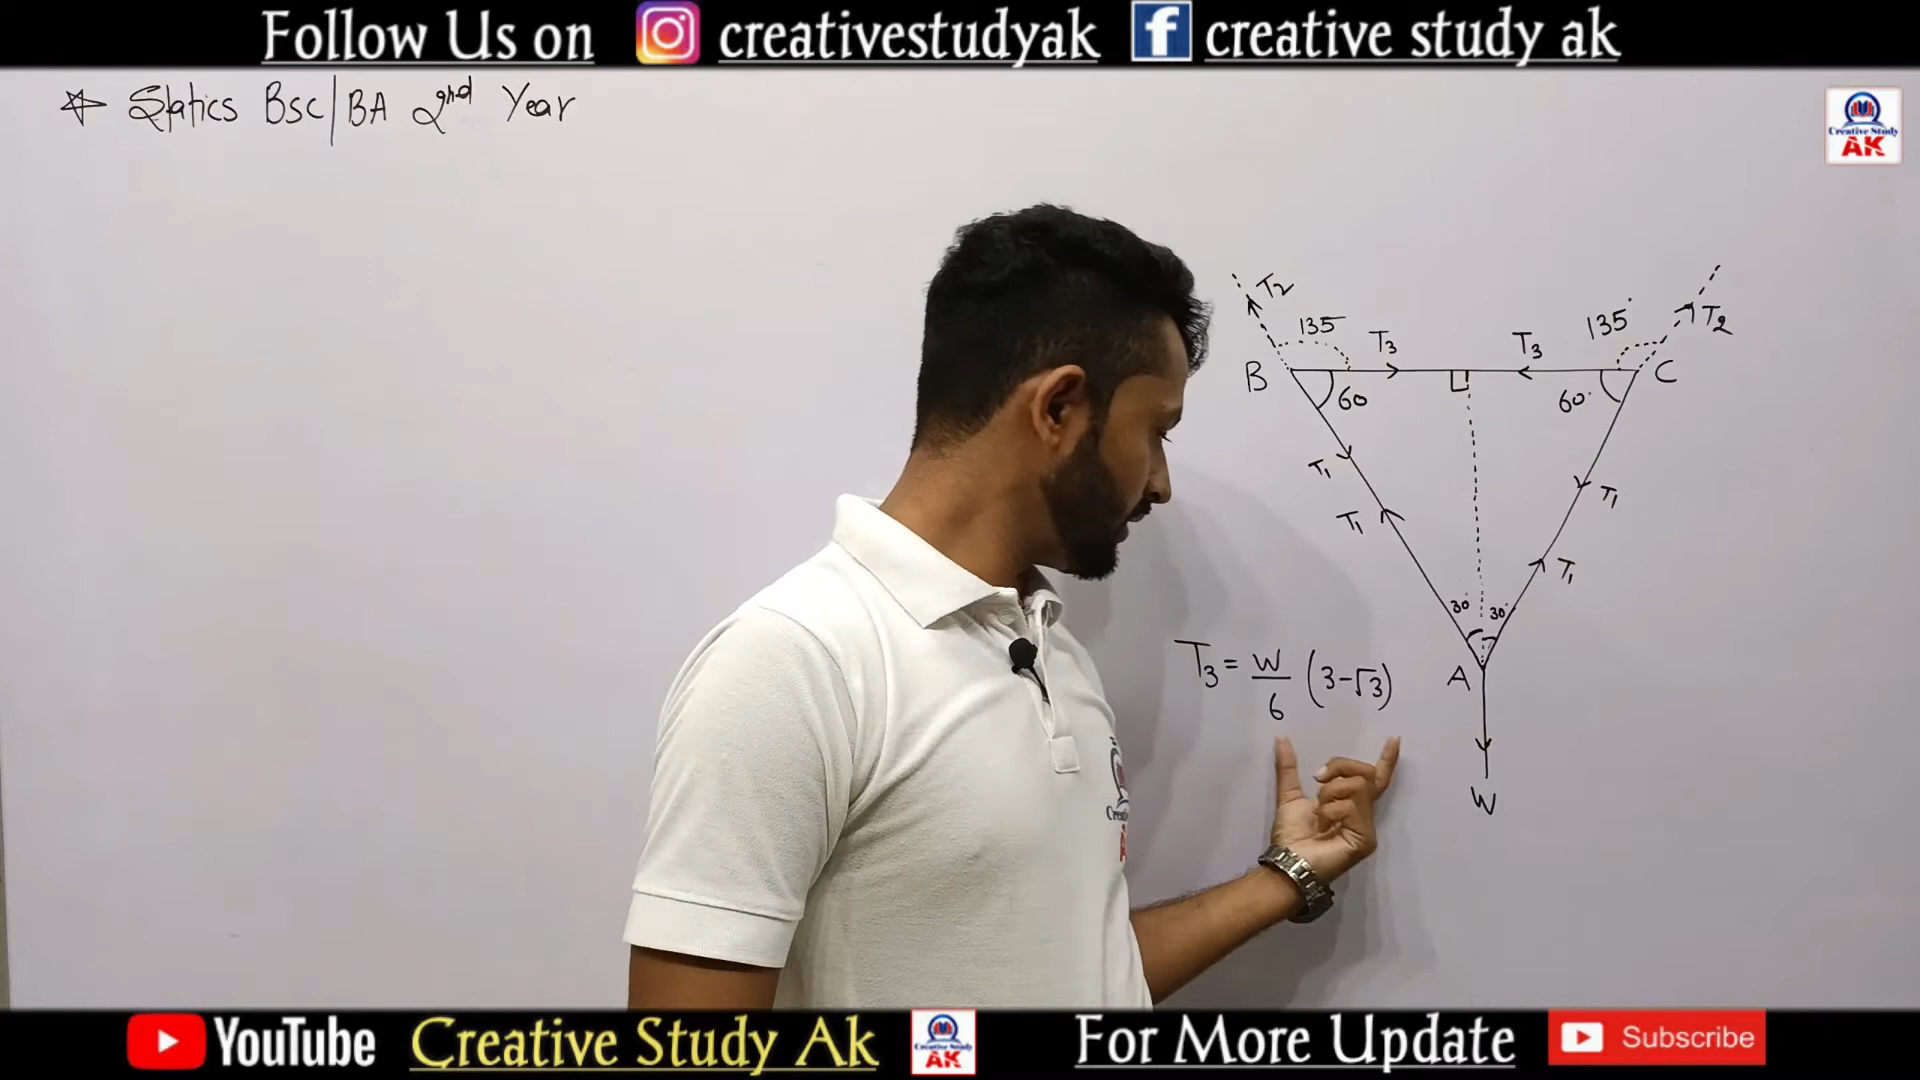 Follow Us on creativestudyak creative study ak
Statics BSC/BA 2nd Year
Creative Study
AK
T2
135
T3
T3
135°
T2
B
60
60°
C
T1
T1
T1
T1
30°
30°
A
T3 = W/6 (3-√3)
W
YouTube Creative Study Ak
Creative Study
AK
For More Update
Subscribe